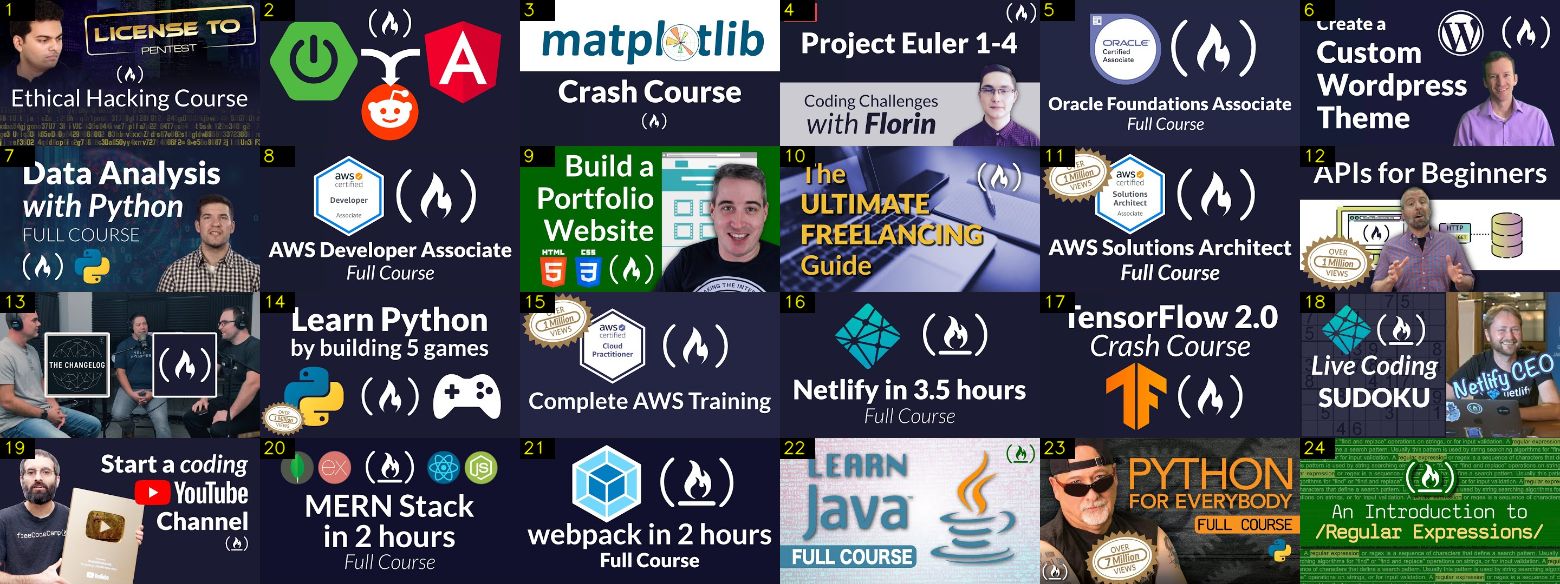 1
LICENSE TO
PENTEST
Ethical Hacking Course
2
3
matplotlib
Crash Course
4
Project Euler 1-4
Coding Challenges
with Florin
5
ORACLE
Certified
Associate
Oracle Foundations Associate
Full Course
6
Create a
Custom
Wordpress
Theme
7
Data Analysis
with Python
FULL COURSE
8
aws
certified
Developer
Associate
AWS Developer Associate
Full Course
9
Build a
Portfolio
Website
HTML
CSS
10
The
ULTIMATE
FREELANCING
Guide
11
OVER
1 Million
VIEWS
aws
certified
Solutions
Architect
Associate
AWS Solutions Architect
Full Course
12
APIs for Beginners
HTTP
OVER
1 Million
VIEWS
13
THE CHANGELOG
14
Learn Python
by building 5 games
OVER
1 Million
VIEWS
15
OVER
1 Million
VIEWS
aws
certified
Cloud
Practitioner
Complete AWS Training
16
Netlify in 3.5 hours
Full Course
17
TensorFlow 2.0
Crash Course
18
Live Coding
SUDOKU
Netlify CEO
netlify
19
Start a coding
YouTube
Channel
freeCodeCamp
20
ex
JS
MERN Stack
in 2 hours
Full Course
21
webpack in 2 hours
Full Course
22
LEARN
Java
FULL COURSE
23
PYTHON
FOR EVERYBODY
FULL COURSE
OVER
7 Million
VIEWS
24
An Introduction to
/Regular Expressions/